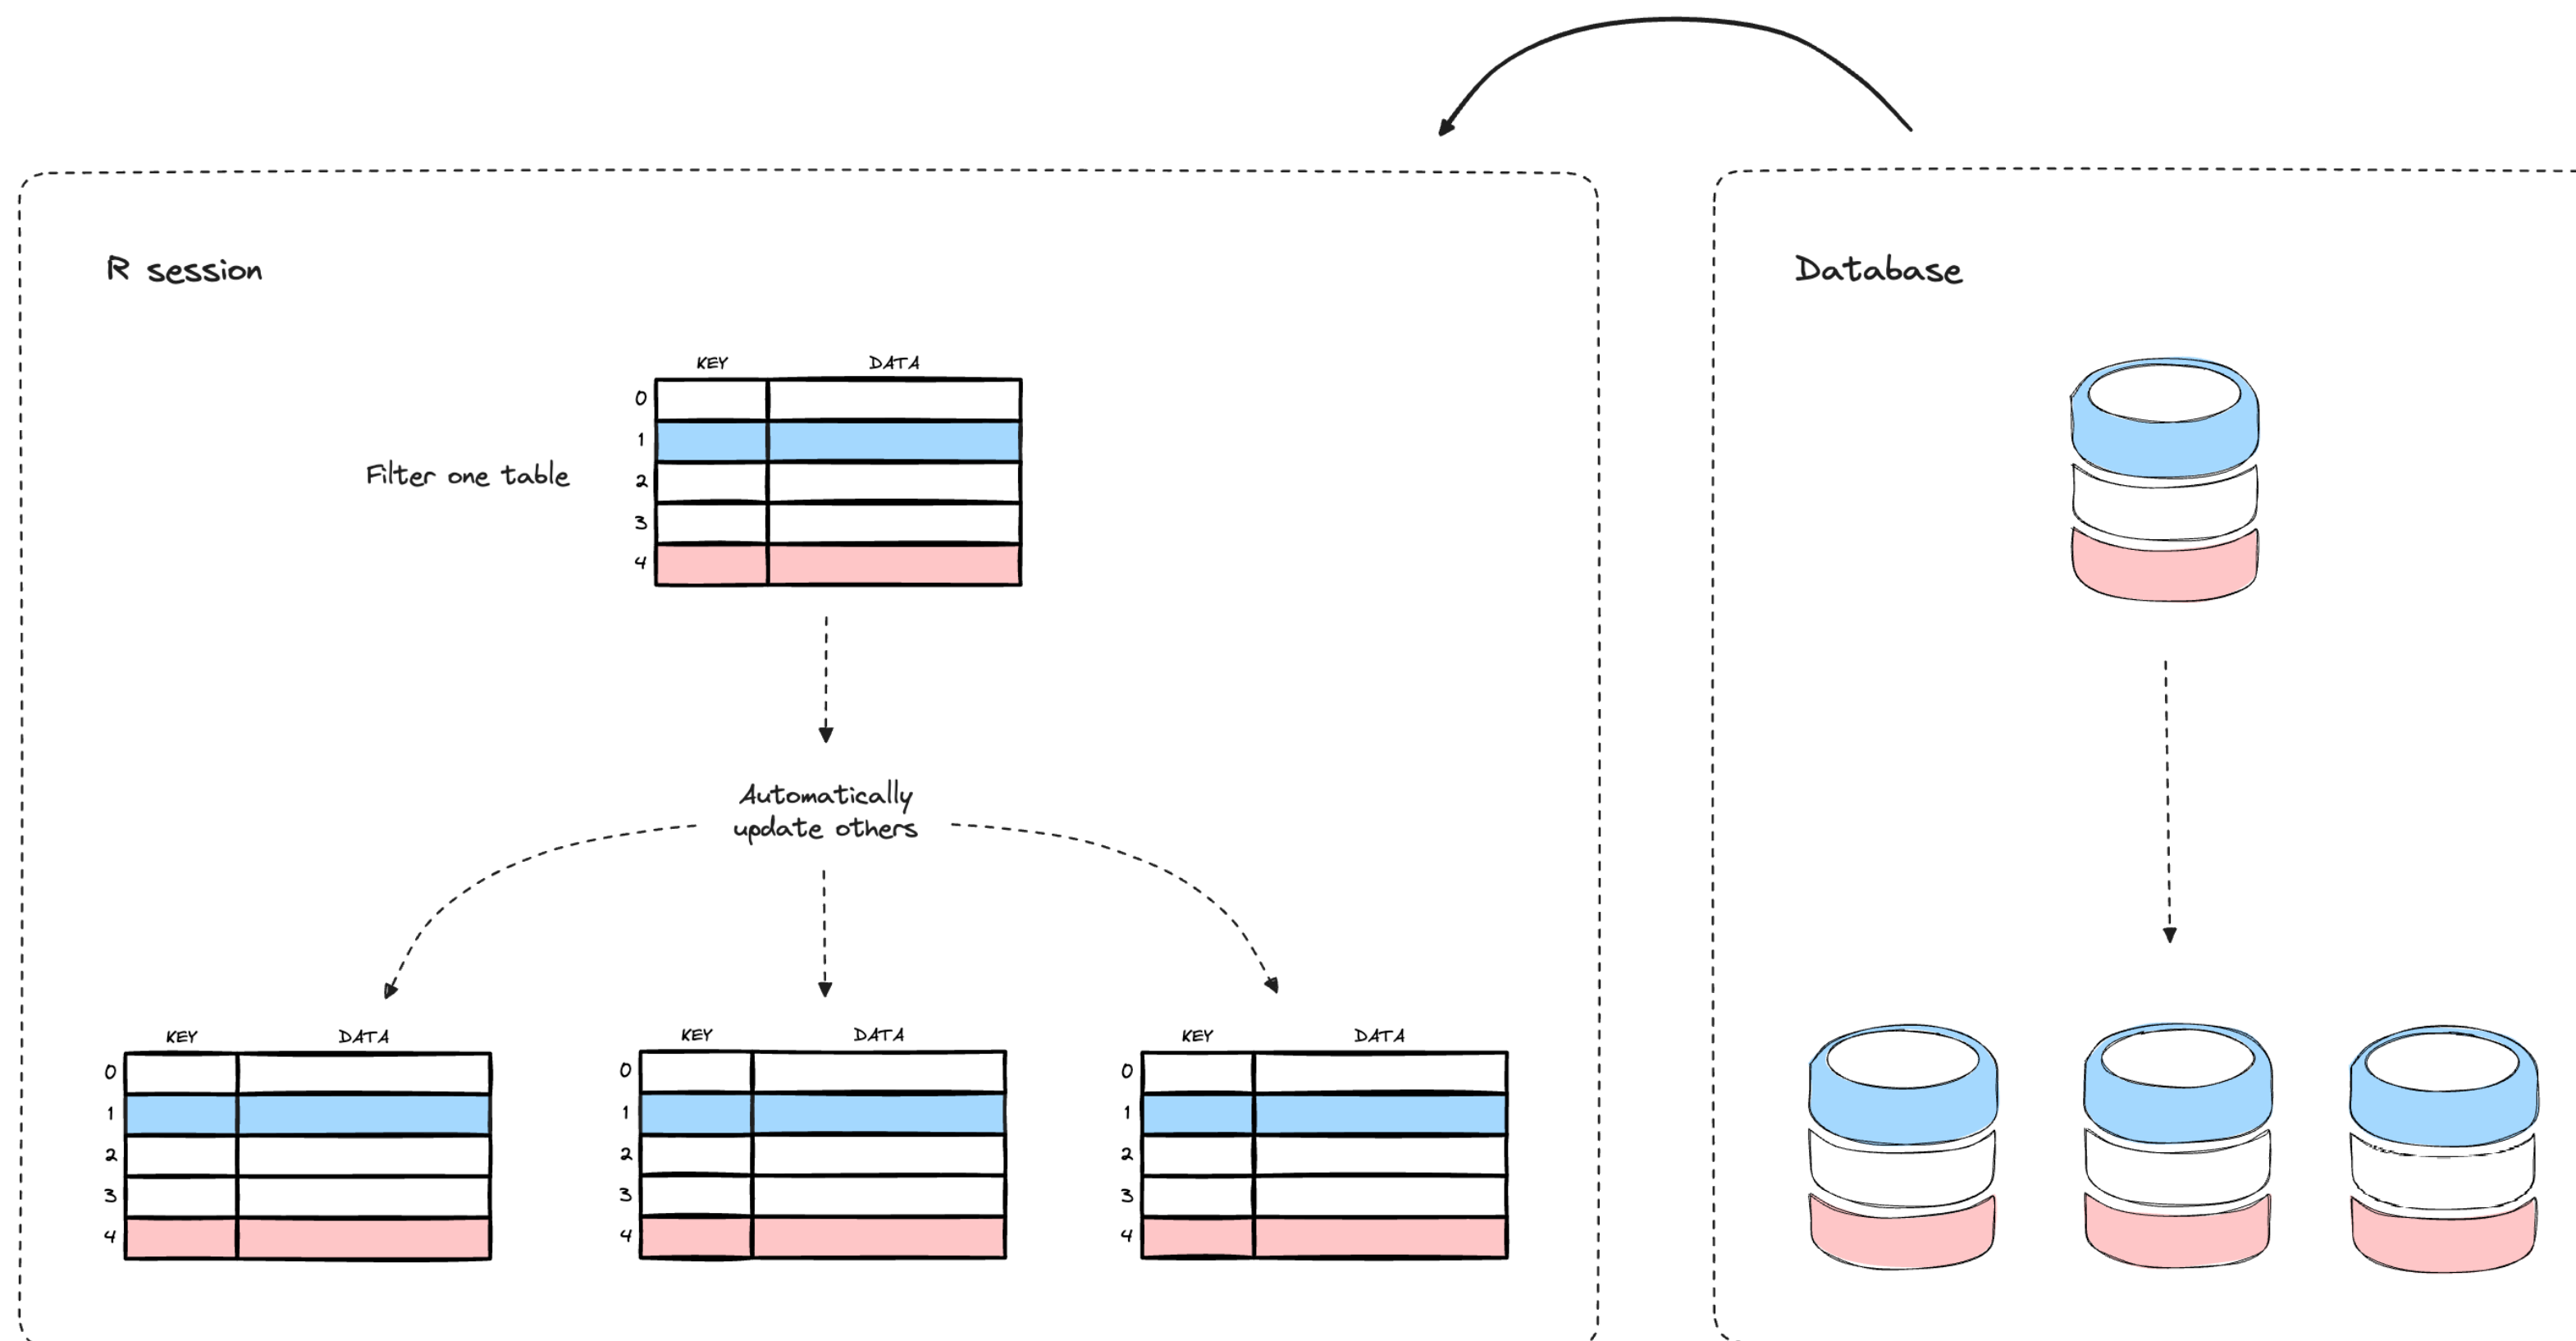 R session
Database
KEY DATA
0
1
Filter one table
2
3
4
Automatically
update others
KEY DATA
0
1
2
3
4
KEY DATA
0
1
2
3
4
KEY DATA
0
1
2
3
4